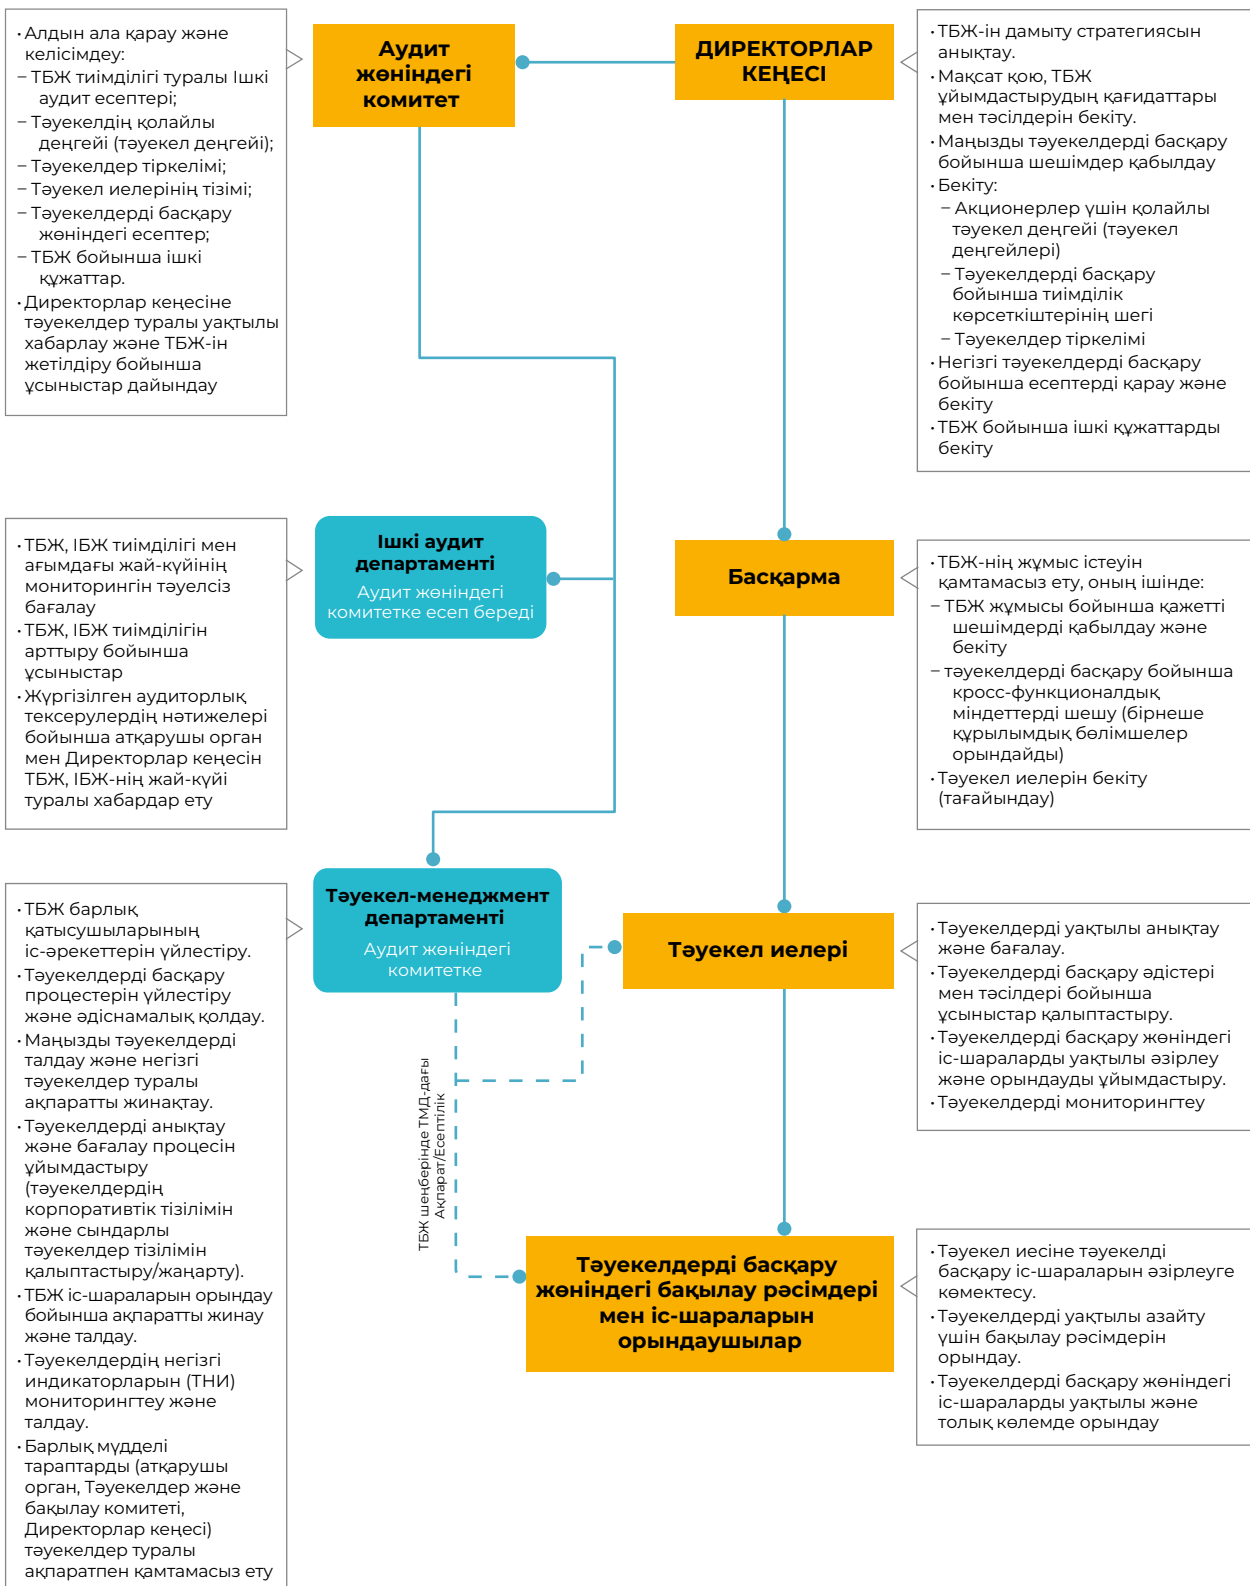 · Алдын ала қарау және
келісімдеу:
– ТБЖ тиімділігі туралы Ішкі
аудит есептері;
– Тәуекелдің қолайлы
деңгейі (тәуекел деңгейі);
– Тәуекелдер тіркелімі;
– Тәуекел иелерінің тізімі;
– Тәуекелдерді басқару
жөніндегі есептер;
– ТБЖ бойынша ішкі
құжаттар.
· Директорлар кеңесіне
тәуекелдер туралы уақтылы
хабарлау және ТБЖ-ін
жетілдіру бойынша
ұсыныстар дайындау
Аудит
жөніндегі
комитет
ДИРЕКТОРЛАР
КЕҢЕСІ
· ТБЖ-ін дамыту стратегиясын
анықтау.
· Мақсат қою, ТБЖ
ұйымдастырудың қағидаттары
мен тәсілдерін бекіту.
· Маңызды тәуекелдерді басқару
бойынша шешімдер қабылдау
· Бекіту:
– Акционерлер үшін қолайлы
тәуекел деңгейі (тәуекел
деңгейлері)
– Тәуекелдерді басқару
бойынша тиімділік
көрсеткіштерінің шегі
– Тәуекелдер тіркелімі
· Негізгі тәуекелдерді басқару
бойынша есептерді қарау және
бекіту
· ТБЖ бойынша ішкі құжаттарды
бекіту
· ТБЖ, ІБЖ тиімділігі мен
ағымдағы жай-күйінің
мониторингін тәуелсіз
бағалау
· ТБЖ, ІБЖ тиімділігін
арттыру бойынша
ұсыныстар
· Жүргізілген аудиторлық
тексерулердің нәтижелері
бойынша атқарушы орган
мен Директорлар кеңесін
ТБЖ, ІБЖ-нің жай-күйі
туралы хабардар ету
Ішкі аудит
департаменті
Аудит жөніндегі
комитетке есеп береді
Басқарма
· ТБЖ-нің жұмыс істеуін
қамтамасыз ету, оның ішінде:
– ТБЖ жұмысы бойынша қажетті
шешімдерді қабылдау және
бекіту
– тәуекелдерді басқару бойынша
кросс-функционалдық
міндеттерді шешу (бірнеше
құрылымдық бөлімшелер
орындайды)
· Тәуекел иелерін бекіту
(тағайындау)
· ТБЖ барлық
қатысушыларының
іс-әрекеттерін үйлестіру.
· Тәуекелдерді басқару
процестерін үйлестіру
және әдіснамалық қолдау.
· Маңызды тәуекелдерді
талдау және негізгі
тәуекелдер туралы
ақпаратты жинақтау.
· Тәуекелдерді анықтау
және бағалау процесін
ұйымдастыру
(тәуекелдердің
корпоративтік тізілімін
және сындарлы
тәуекелдер тізілімін
қалыптастыру/жаңарту).
· ТБЖ іс-шараларын орындау
бойынша ақпаратты жинау
және талдау.
· Тәуекелдердің негізгі
индикаторларын (ТНИ)
мониторингтеу және
талдау.
· Барлық мүдделі
тараптарды (атқарушы
орган, Тәуекелдер және
бақылау комитеті,
Директорлар кеңесі)
тәуекелдер туралы
ақпаратпен қамтамасыз ету
Тәуекел-менеджмент
департаменті
Аудит жөніндегі
комитетке
ТБЖ шеңберінде ТМД-дағы
Ақпарат/Есептілік
Тәуекел иелері
· Тәуекелдерді уақтылы анықтау
және бағалау.
· Тәуекелдерді басқару әдістері
мен тәсілдері бойынша
ұсыныстар қалыптастыру.
· Тәуекелдерді басқару жөніндегі
іс-шараларды уақтылы әзірлеу
және орындауды ұйымдастыру.
· Тәуекелдерді мониторингтеу
Тәуекелдерді басқару
жөніндегі бақылау рәсімдері
мен іс-шараларын
орындаушылар
· Тәуекел иесіне тәуекелді
басқару іс-шараларын әзірлеуге
көмектесу.
· Тәуекелдерді уақтылы азайту
үшін бақылау рәсімдерін
орындау.
· Тәуекелдерді басқару жөніндегі
іс-шараларды уақтылы және
толық көлемде орындау